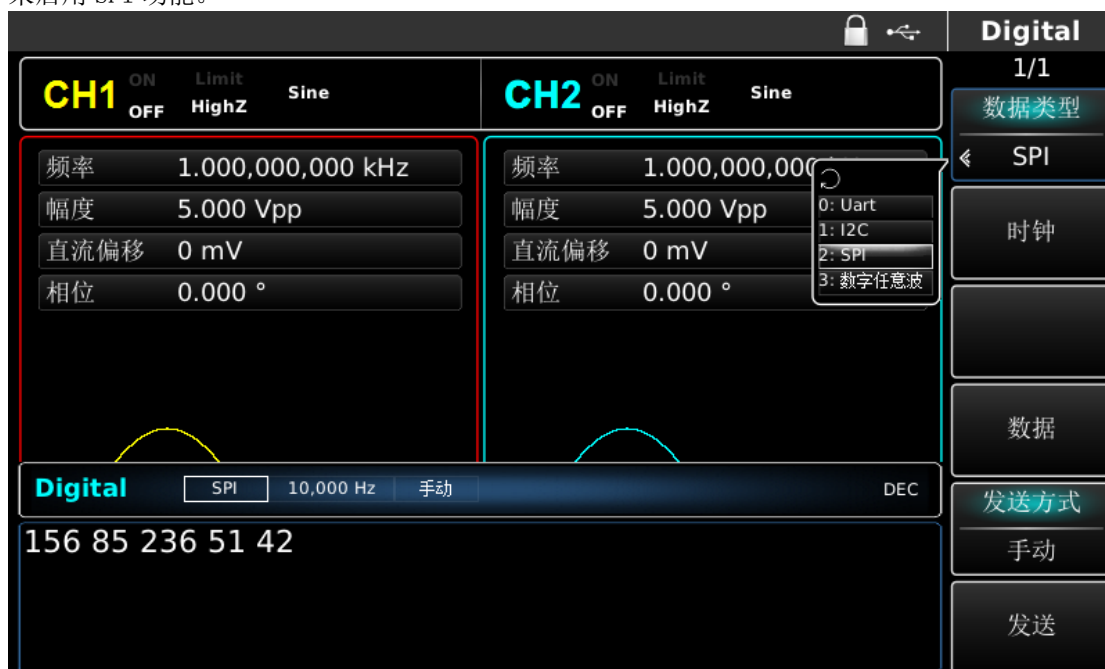 Digital
1/1
CH1 ON OFF Limit HighZ Sine
CH2 ON OFF Limit HighZ Sine
数据类型
SPI
频率 1.000,000,000 kHz
幅度 5.000 Vpp
直流偏移 0 mV
相位 0.000 °
频率 1.000,000,000
幅度 5.000 Vpp
直流偏移 0 mV
相位 0.000 °
0: Uart
1: I2C
2: SPI
3: 数字任意波
时钟
数据
发送方式
手动
发送
Digital SPI 10,000 Hz 手动 DEC
156 85 236 51 42